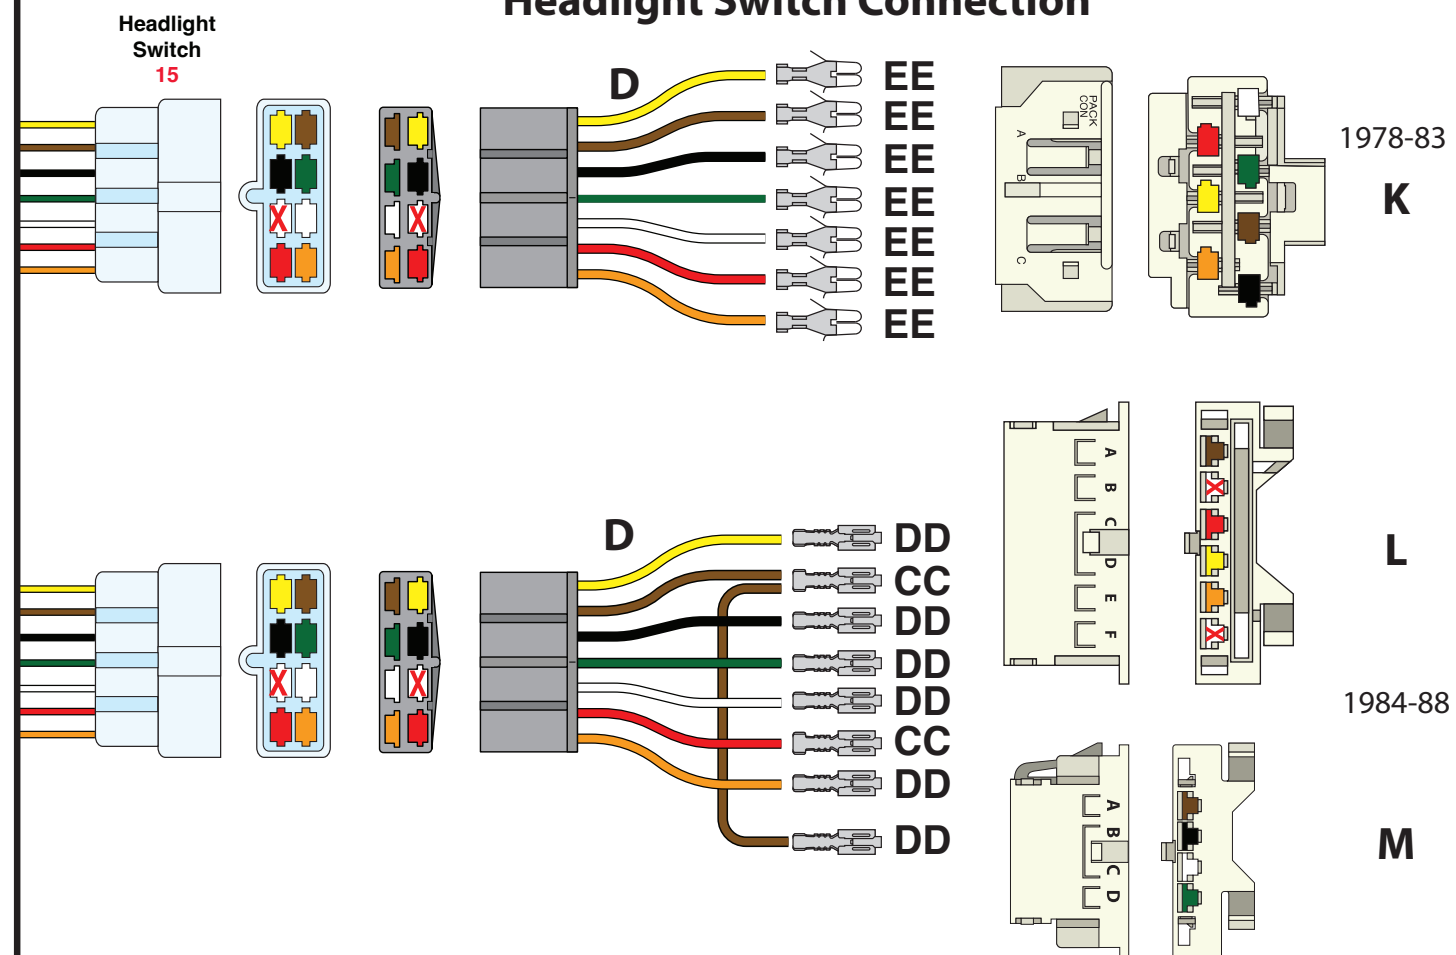 Headlight Switch Connection
Headlight
Switch
15
D
EE
EE
EE
EE
EE
EE
EE
PACK
CON
A
B
C
1978-83
K
D
DD
CC
DD
DD
DD
CC
DD
DD
A
B
C
D
E
F
L
1984-88
A
B
C
D
M
X
X
X
X
X
X